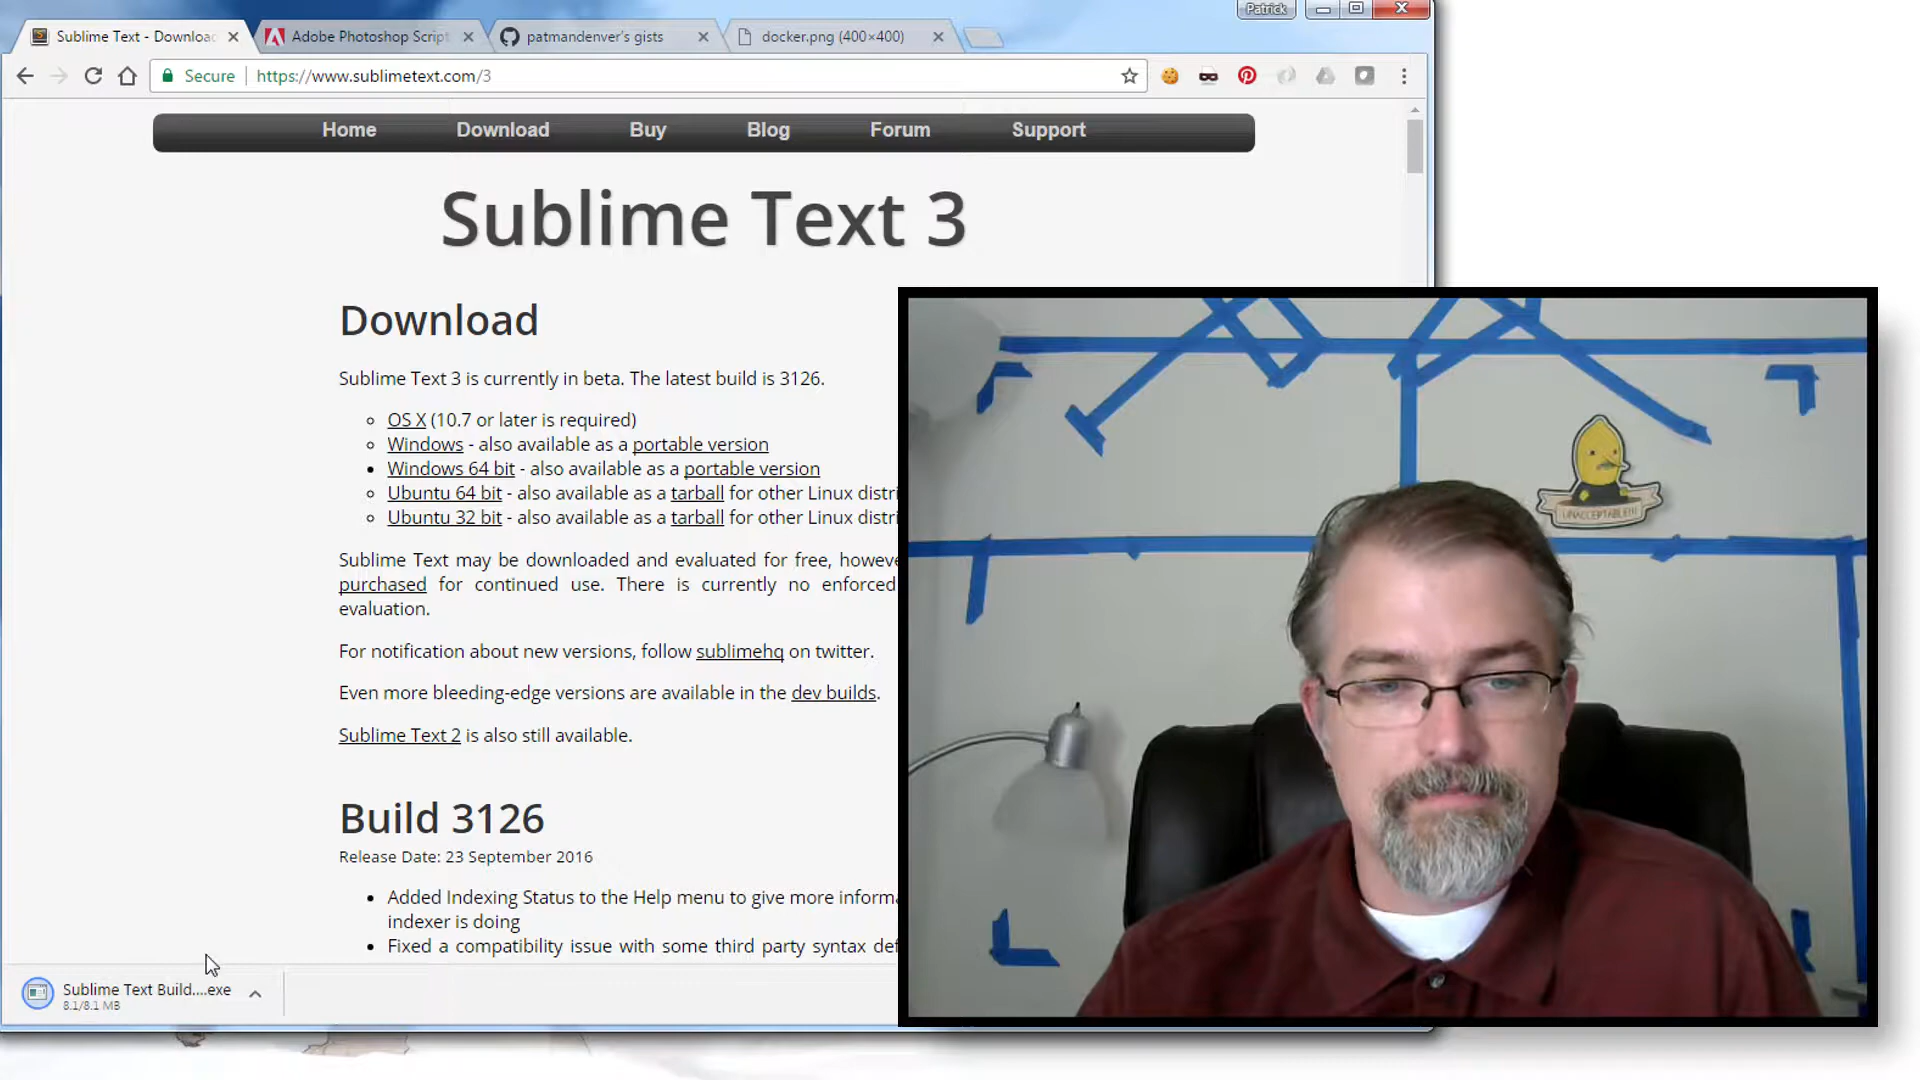 Patrick
Sublime Text - Downloa
Adobe Photoshop Script
patmandenver's gists
docker.png (400×400)
Secure https://www.sublimetext.com/3
Home Download Buy Blog Forum Support
Sublime Text 3
Download
Sublime Text 3 is currently in beta. The latest build is 3126.
OS X (10.7 or later is required)
Windows - also available as a portable version
Windows 64 bit - also available as a portable version
Ubuntu 64 bit - also available as a tarball for other Linux distri
Ubuntu 32 bit - also available as a tarball for other Linux distri
Sublime Text may be downloaded and evaluated for free, howeve
purchased for continued use. There is currently no enforced
evaluation.
For notification about new versions, follow sublimehq on twitter.
Even more bleeding-edge versions are available in the dev builds.
Sublime Text 2 is also still available.
Build 3126
Release Date: 23 September 2016
Added Indexing Status to the Help menu to give more informa
indexer is doing
Fixed a compatibility issue with some third party syntax def
Sublime Text Build....exe
8.1/8.1 MB
UNACCEPTABLE!!!